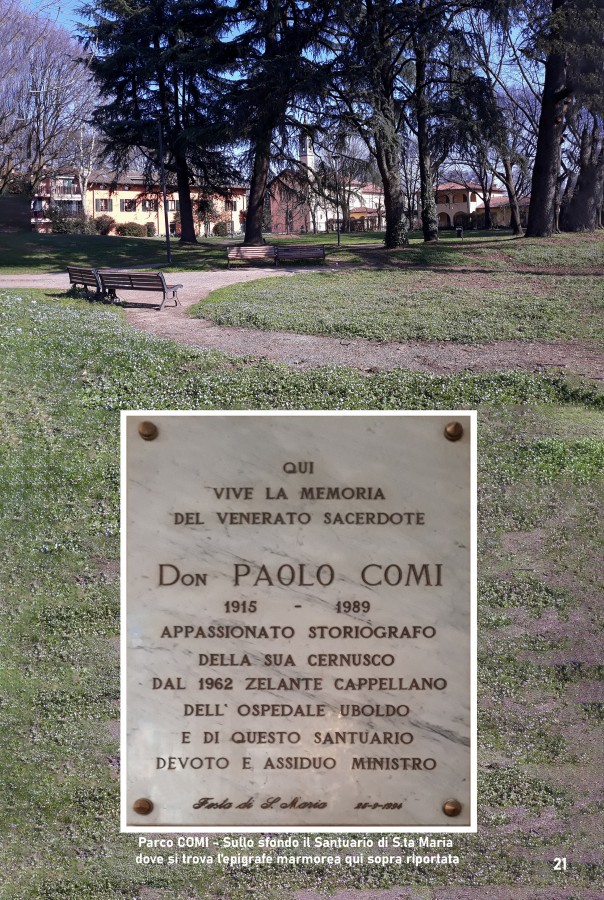 QUI
VIVE LA MEMORIA
DEL VENERATO SACERDOTE
DON PAOLO COMI
1915 - 1989
APPASSIONATO STORIOGRAFO
DELLA SUA CERNUSCO
DAL 1962 ZELANTE CAPPELLANO
DELL' OSPEDALE UBOLDO
E DI QUESTO SANTUARIO
DEVOTO E ASSIDUO MINISTRO
Festa di S. Maria
Parco COMI - Sullo sfondo il Santuario di S.ta Maria
dove si trova l'epigrafe marmorea qui sopra riportata
21